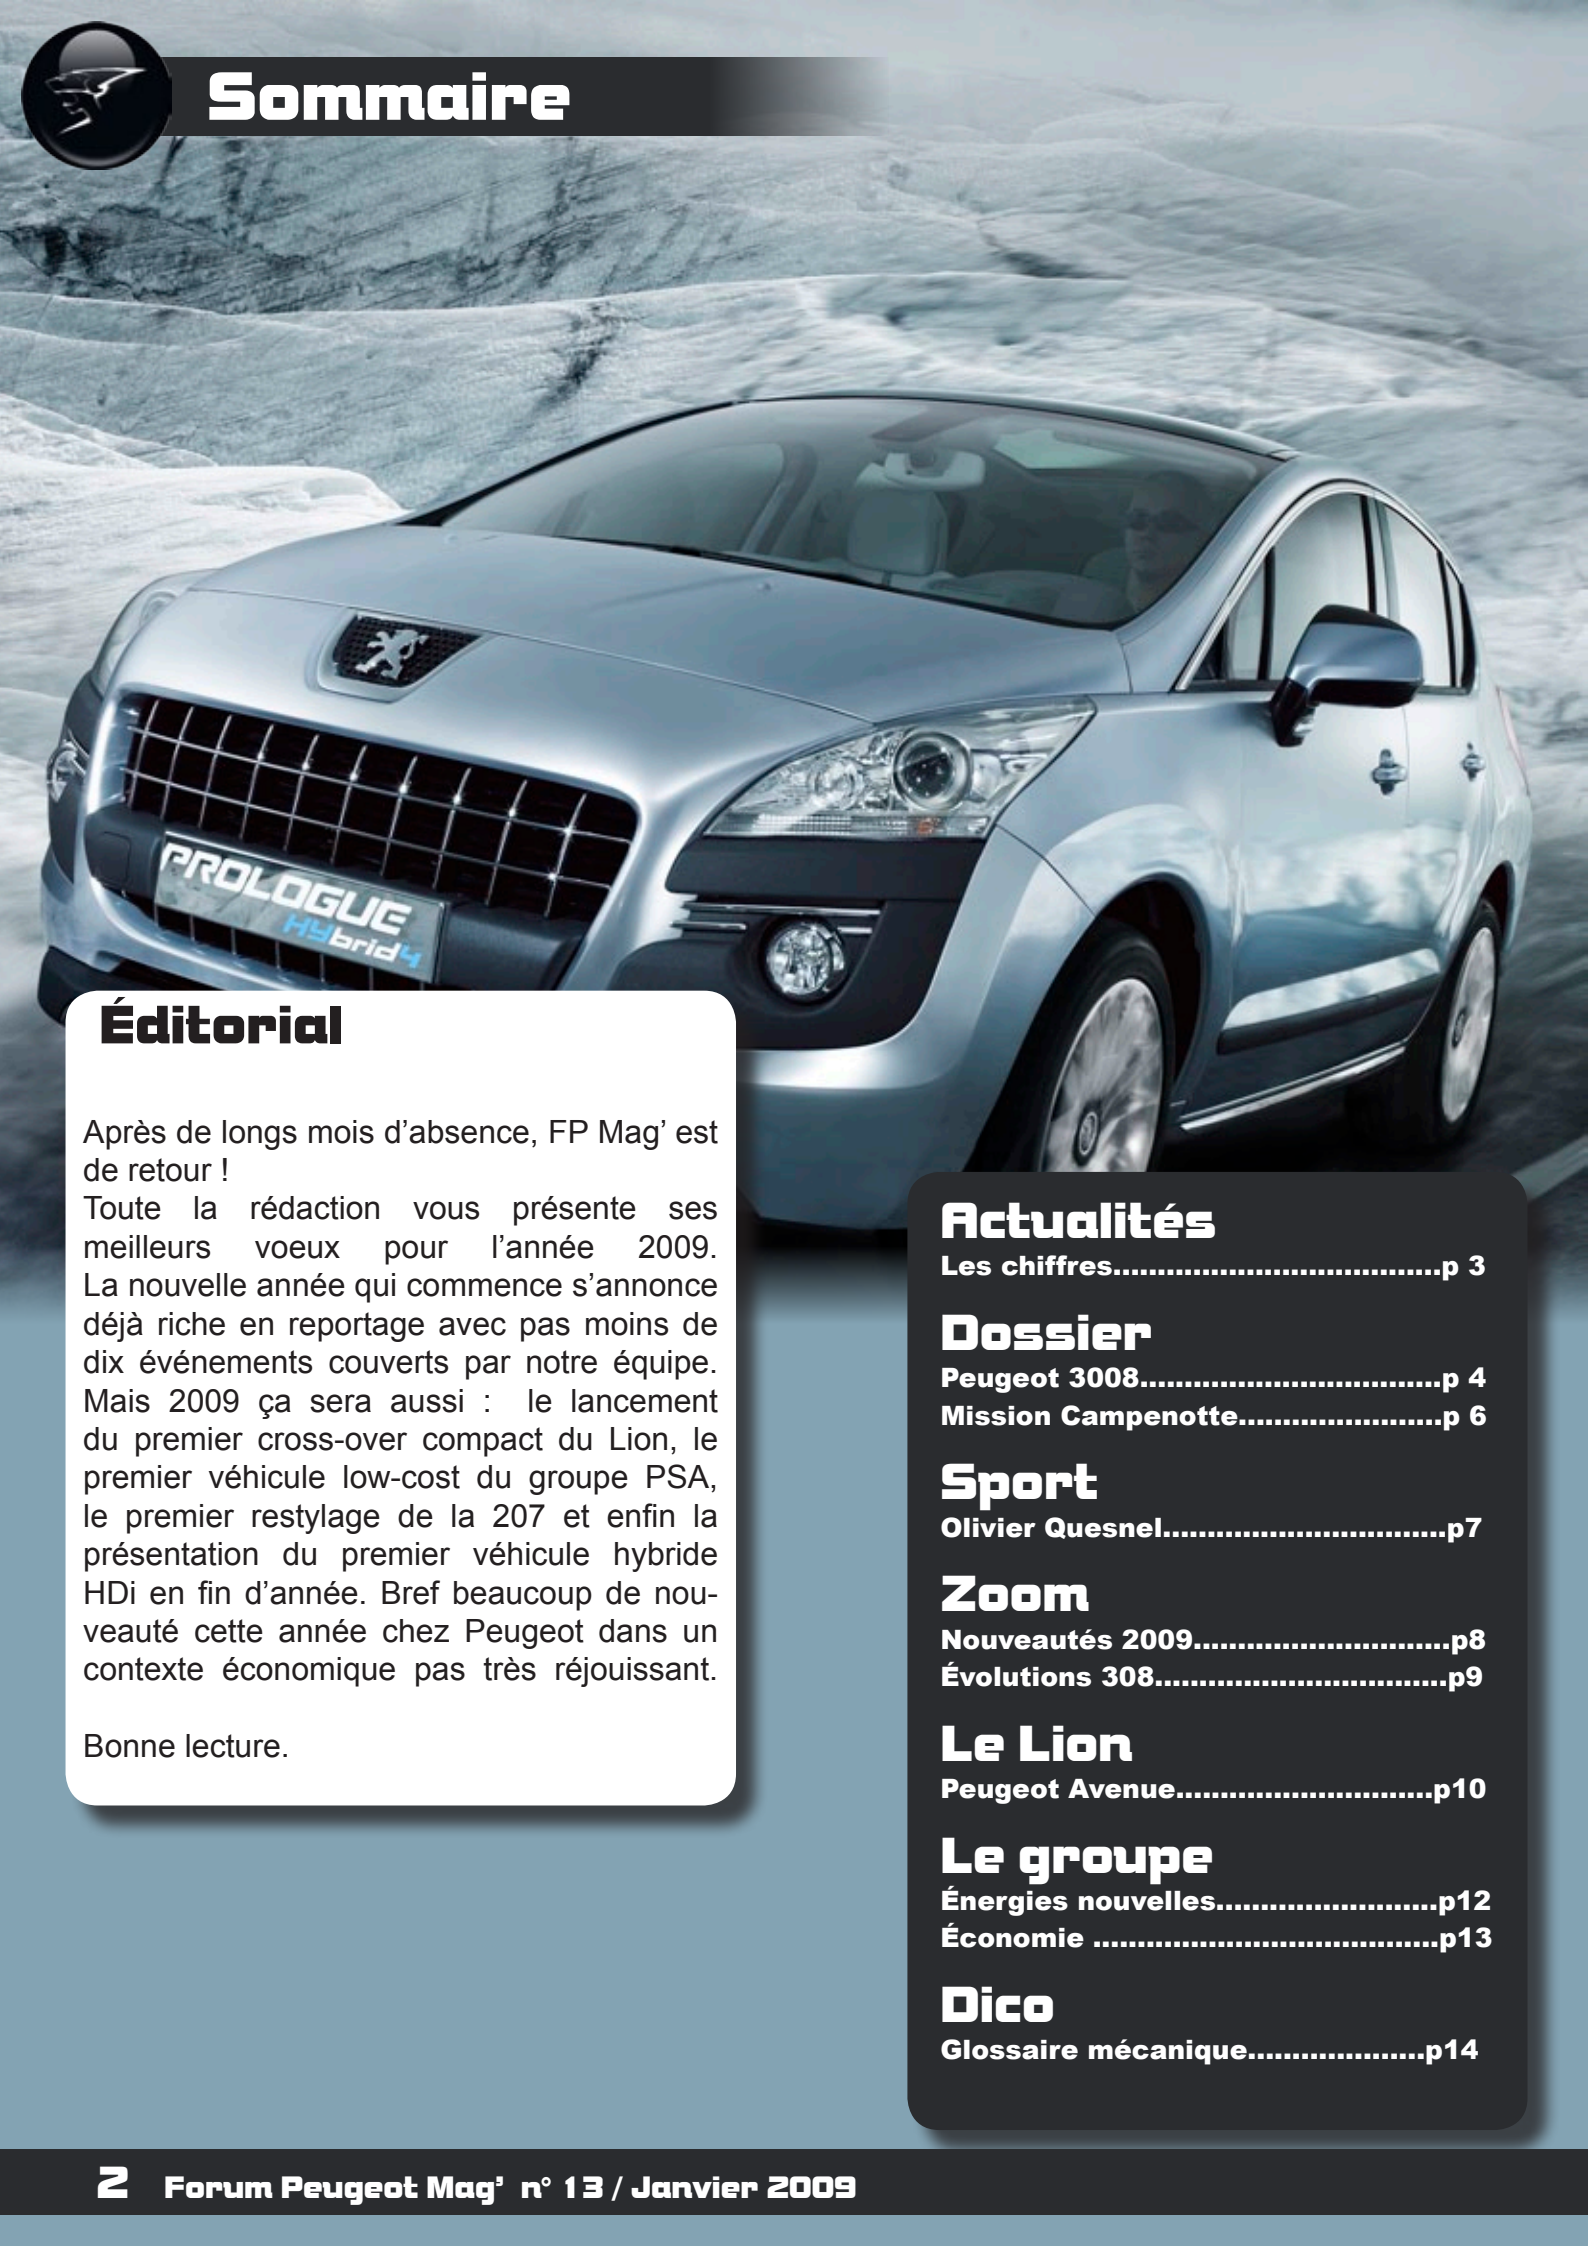 Sommaire
PROLOGUE
HYbrid4
Éditorial
Après de longs mois d’absence, FP Mag’ est
de retour !
Toute la rédaction vous présente ses
meilleurs voeux pour l’année 2009.
La nouvelle année qui commence s’annonce
déjà riche en reportage avec pas moins de
dix événements couverts par notre équipe.
Mais 2009 ça sera aussi :  le lancement
du premier cross-over compact du Lion, le
premier véhicule low-cost du groupe PSA,
le premier restylage de la 207 et enfin la
présentation du premier véhicule hybride
HDi en fin d’année. Bref beaucoup de nou-
veauté cette année chez Peugeot dans un
contexte économique pas très réjouissant.
Bonne lecture.
Actualités
Les chiffres.....................................p 3
Dossier
Peugeot 3008..................................p 4
Mission Campenotte.......................p 6
Sport
Olivier Quesnel................................p7
Zoom
Nouveautés 2009.............................p8
Évolutions 308.................................p9
Le Lion
Peugeot Avenue.............................p10
Le groupe
Énergies nouvelles.........................p12
Économie .......................................p13
Dico
Glossaire mécanique....................p14
2 Forum Peugeot Mag’ n° 13 / Janvier 2009